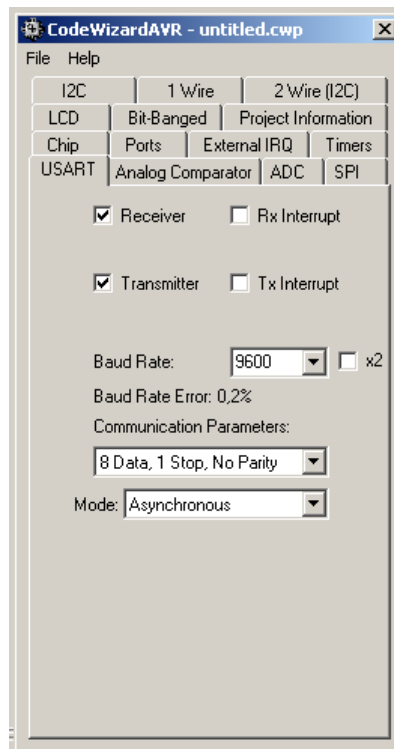 CodeWizardAVR - untitled.cwp
File Help
I2C 1 Wire 2 Wire (I2C)
LCD Bit-Banged Project Information
Chip Ports External IRQ Timers
USART Analog Comparator ADC SPI
Receiver Rx Interrupt
Transmitter Tx Interrupt
Baud Rate: 9600 x2
Baud Rate Error: 0,2%
Communication Parameters:
8 Data, 1 Stop, No Parity
Mode: Asynchronous